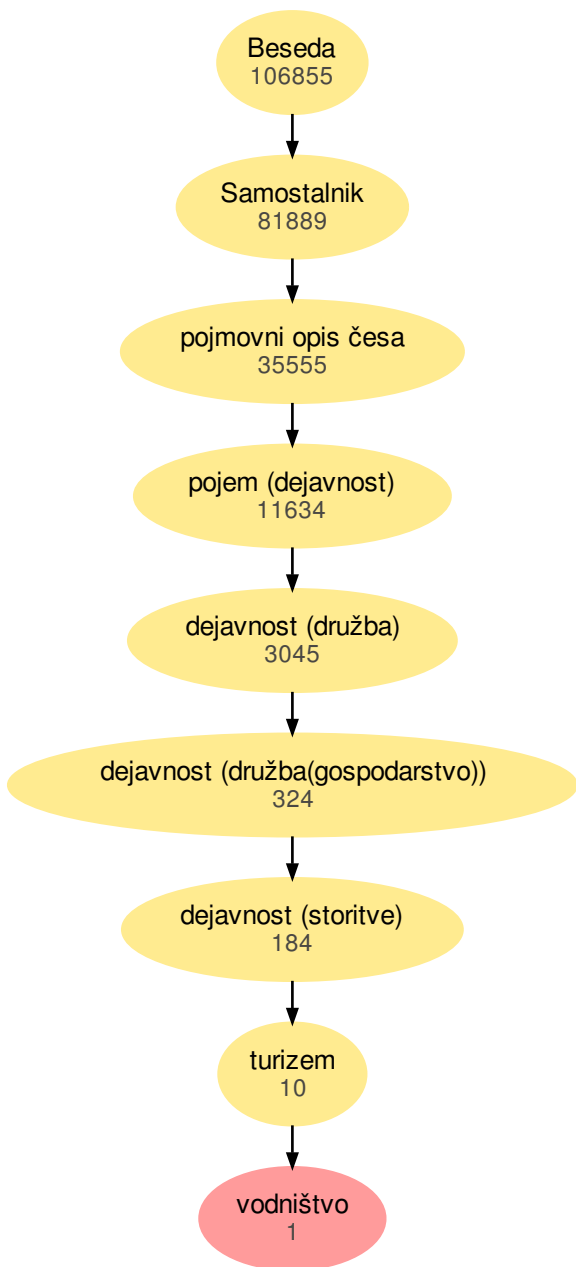 Beseda
106855
Samostalnik
81889
pojmovni opis česa
35555
pojem (dejavnost)
11634
dejavnost (družba)
3045
dejavnost (družba(gospodarstvo))
324
dejavnost (storitve)
184
turizem
10
vodništvo
1